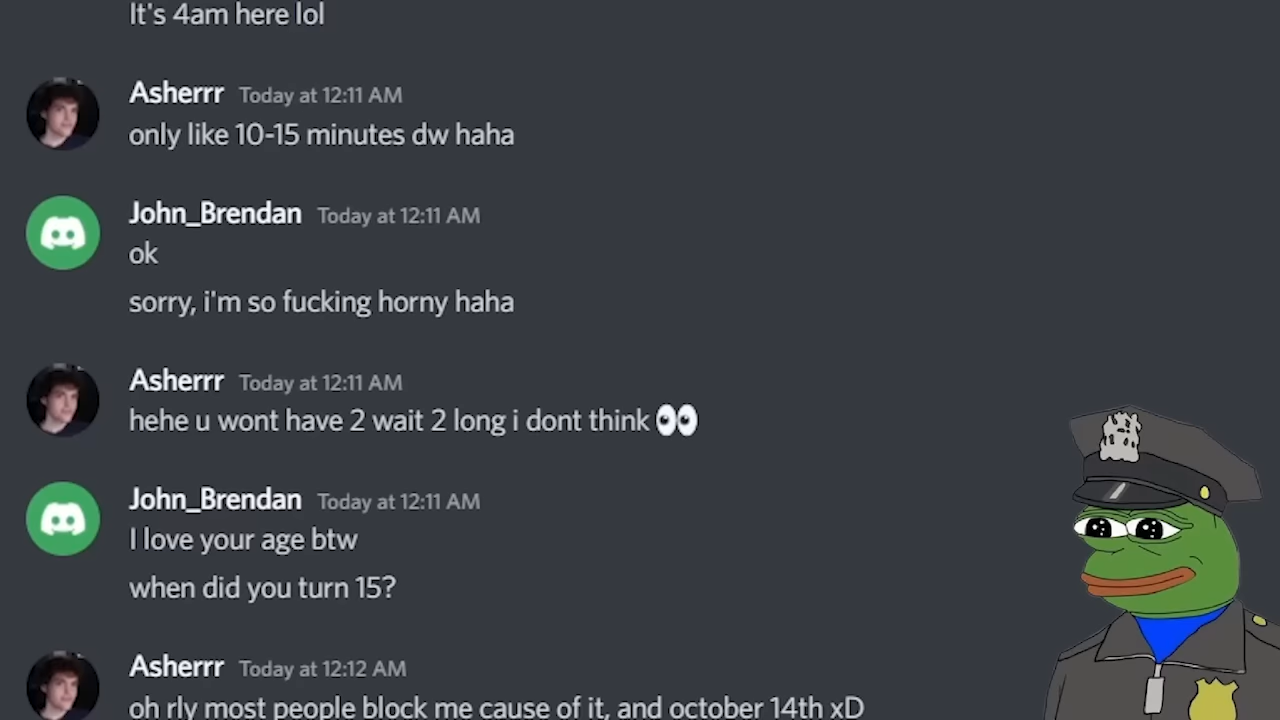 It's 4am here lol
Asherrr Today at 12:11 AM
only like 10-15 minutes dw haha
John_Brendan Today at 12:11 AM
ok
sorry, i'm so fucking horny haha
Asherrr Today at 12:11 AM
hehe u wont have 2 wait 2 long i dont think 👀
John_Brendan Today at 12:11 AM
I love your age btw
when did you turn 15?
Asherrr Today at 12:12 AM
oh rly most people block me cause of it, and october 14th xD